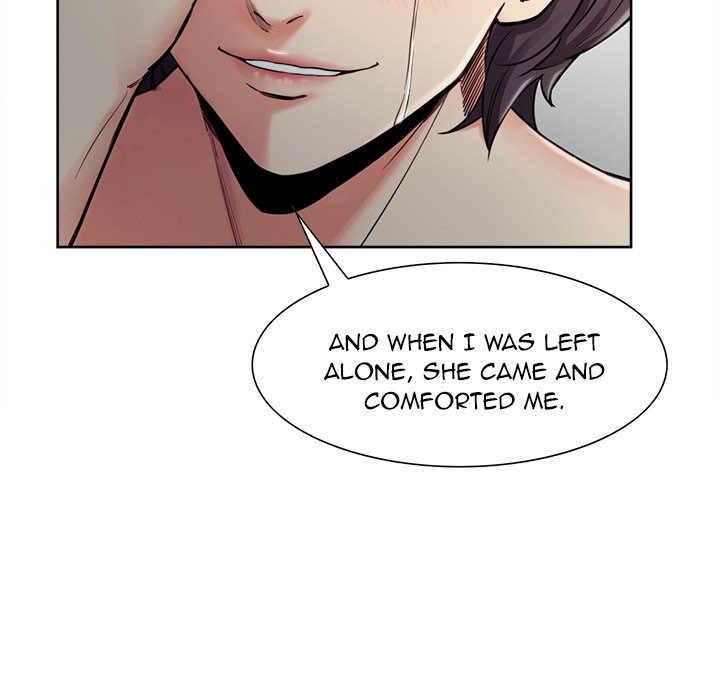 AND WHEN I WAS LEFT
ALONE, SHE CAME AND
COMFORTED ME.